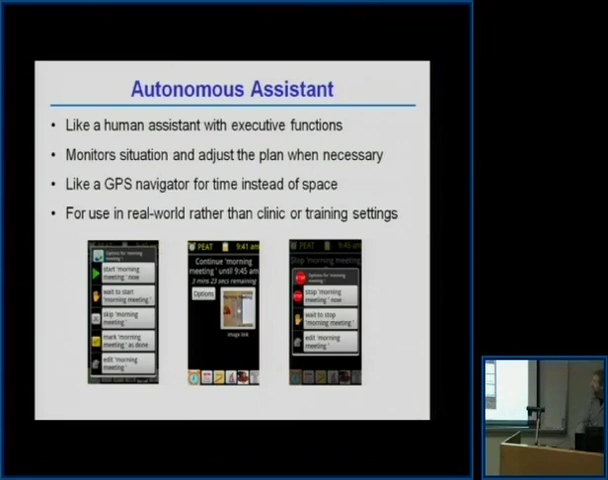 Autonomous Assistant
• Like a human assistant with executive functions
• Monitors situation and adjust the plan when necessary
• Like a GPS navigator for time instead of space
• For use in real-world rather than clinic or training settings
Options for 'morning
meeting '
start 'morning
meeting ' now
wait to start
'morning meeting '
skip 'morning
meeting '
mark 'morning
meeting ' as done
edit 'morning
meeting '
PEAT 9:41 am
Continue 'morning
meeting ' until 9:45 am
3 mins 23 secs remaining
Options
image link
PEAT 9:45 am
Stop 'morning meeting
Options for 'morning
meeting '
stop 'morning
meeting ' now
wait to stop
'morning meeting '
edit 'morning
meeting '